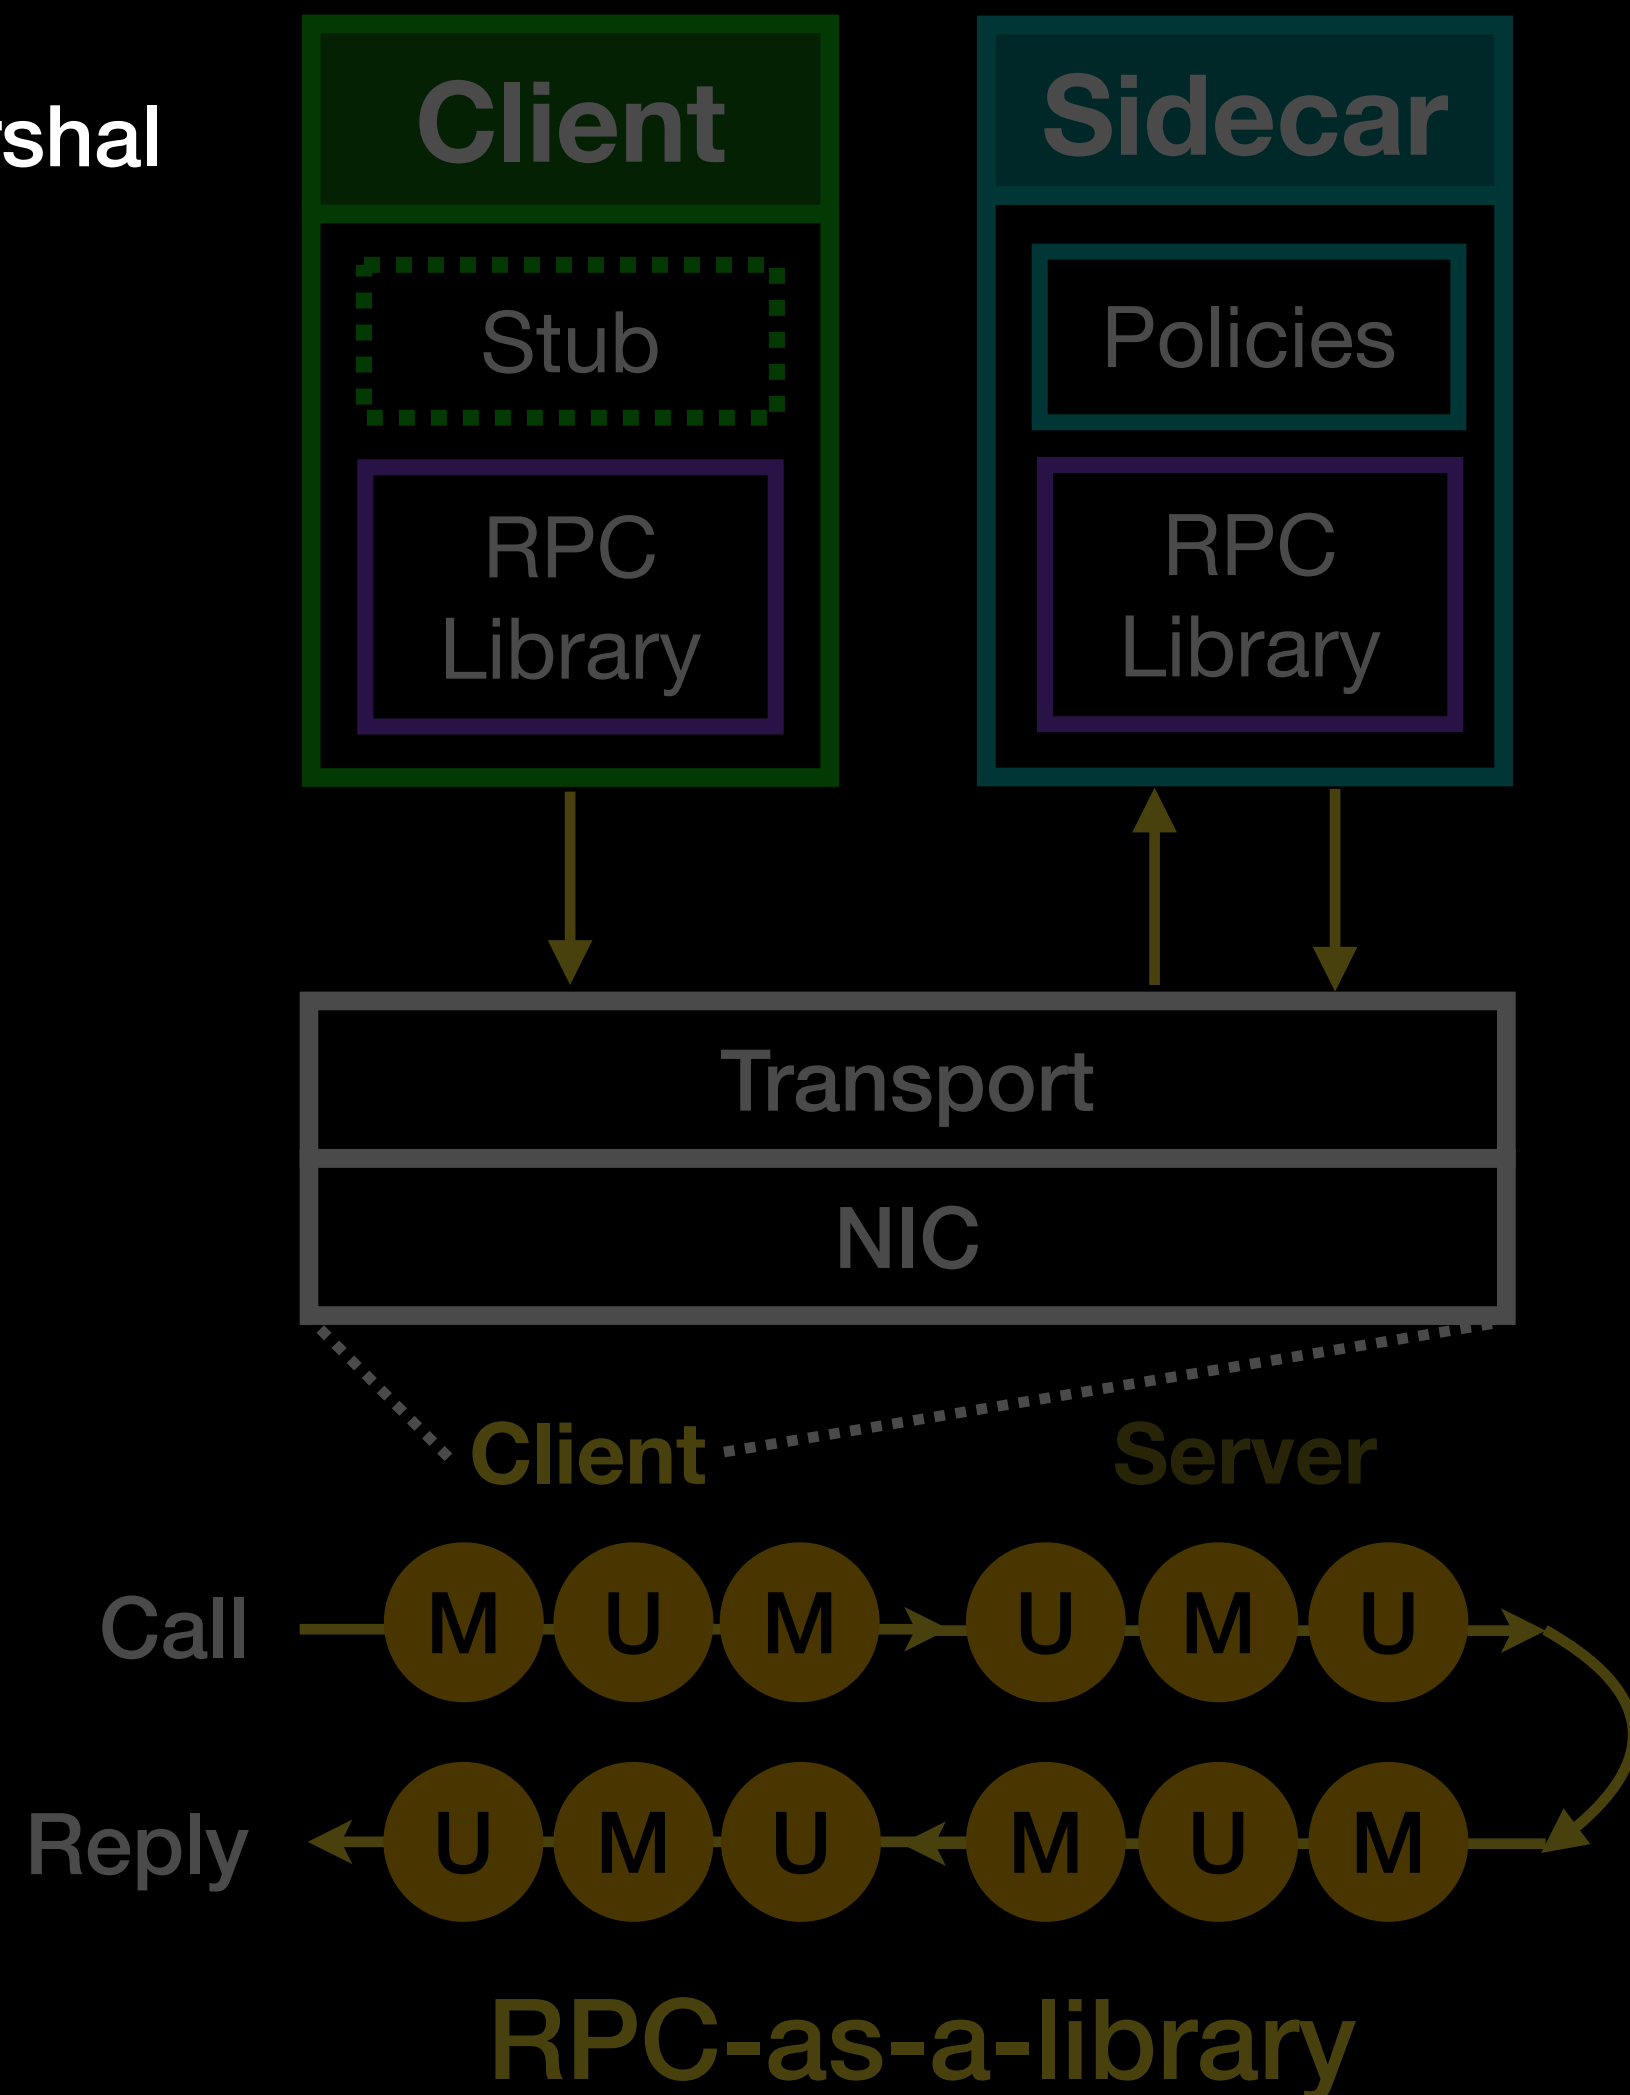 rshal
Client
Sidecar
Stub
Policies
RPC
Library
RPC
Library
Transport
NIC
Client
Server
Call
M U M U M U
Reply
U M U M U M
RPC-as-a-library